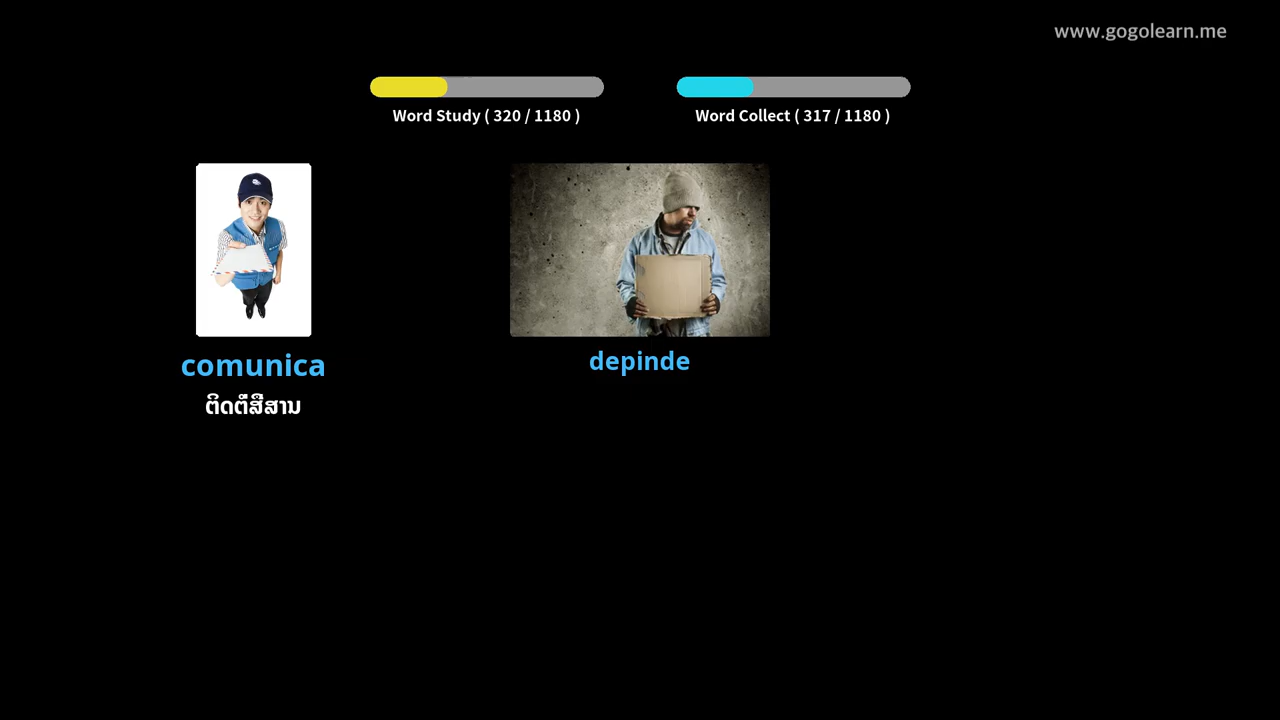 www.gogolearn.me
Word Study ( 320 / 1180 )
Word Collect ( 317 / 1180 )
comunica
ຕິດຕໍ່ສື່ສານ
depinde